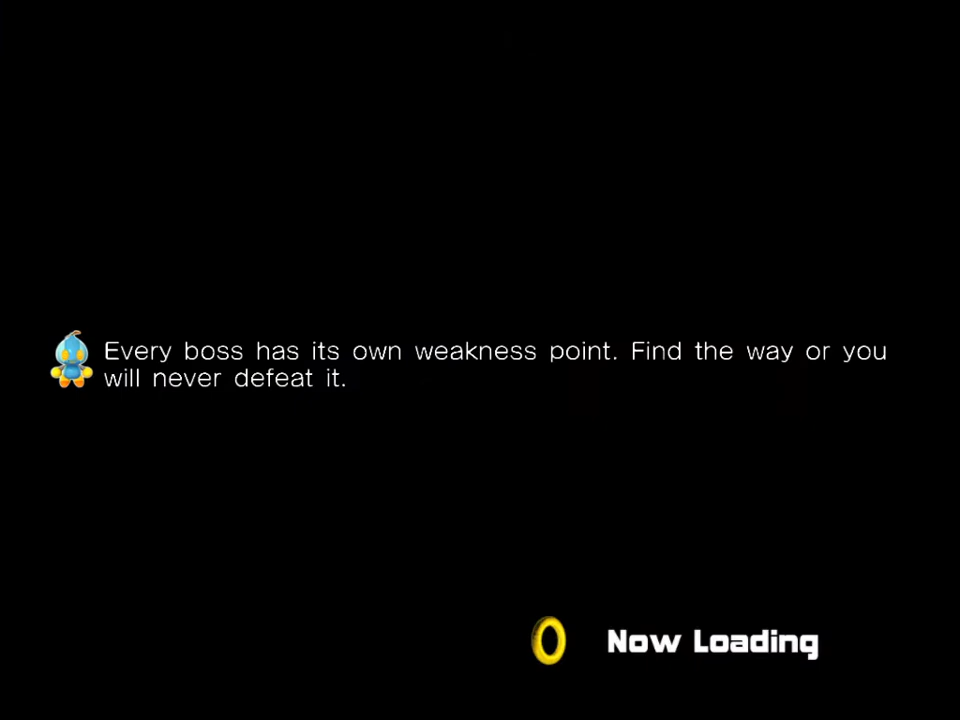 Every boss has its own weakness point. Find the way or you
will never defeat it.
Now Loading